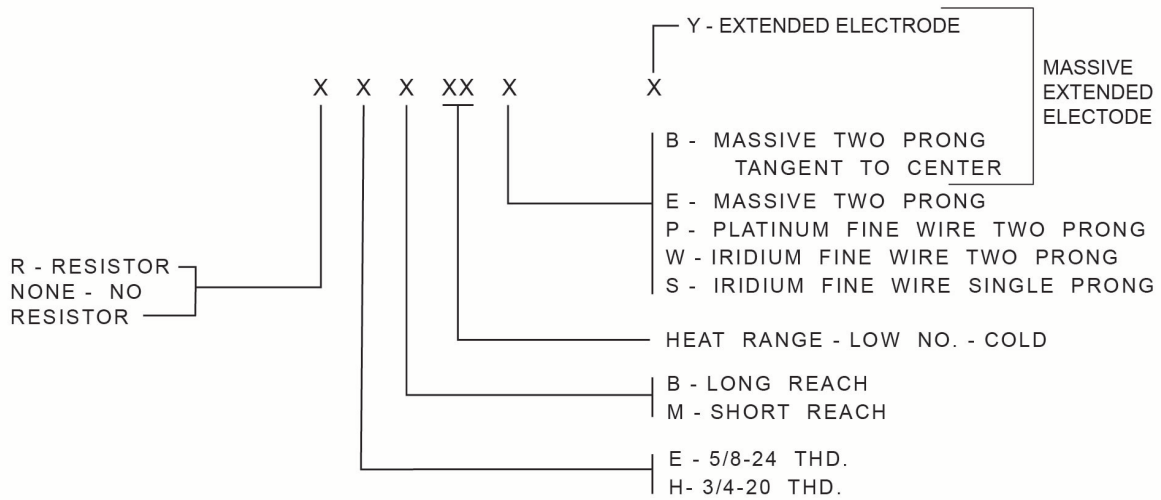 Y - EXTENDED ELECTRODE
X X X XX X X
MASSIVE
EXTENDED
ELECTODE
B - MASSIVE TWO PRONG
TANGENT TO CENTER
E - MASSIVE TWO PRONG
P - PLATINUM FINE WIRE TWO PRONG
W - IRIDIUM FINE WIRE TWO PRONG
S - IRIDIUM FINE WIRE SINGLE PRONG
R - RESISTOR
NONE - NO
RESISTOR
HEAT RANGE - LOW NO. - COLD
B - LONG REACH
M - SHORT REACH
E - 5/8-24 THD.
H- 3/4-20 THD.